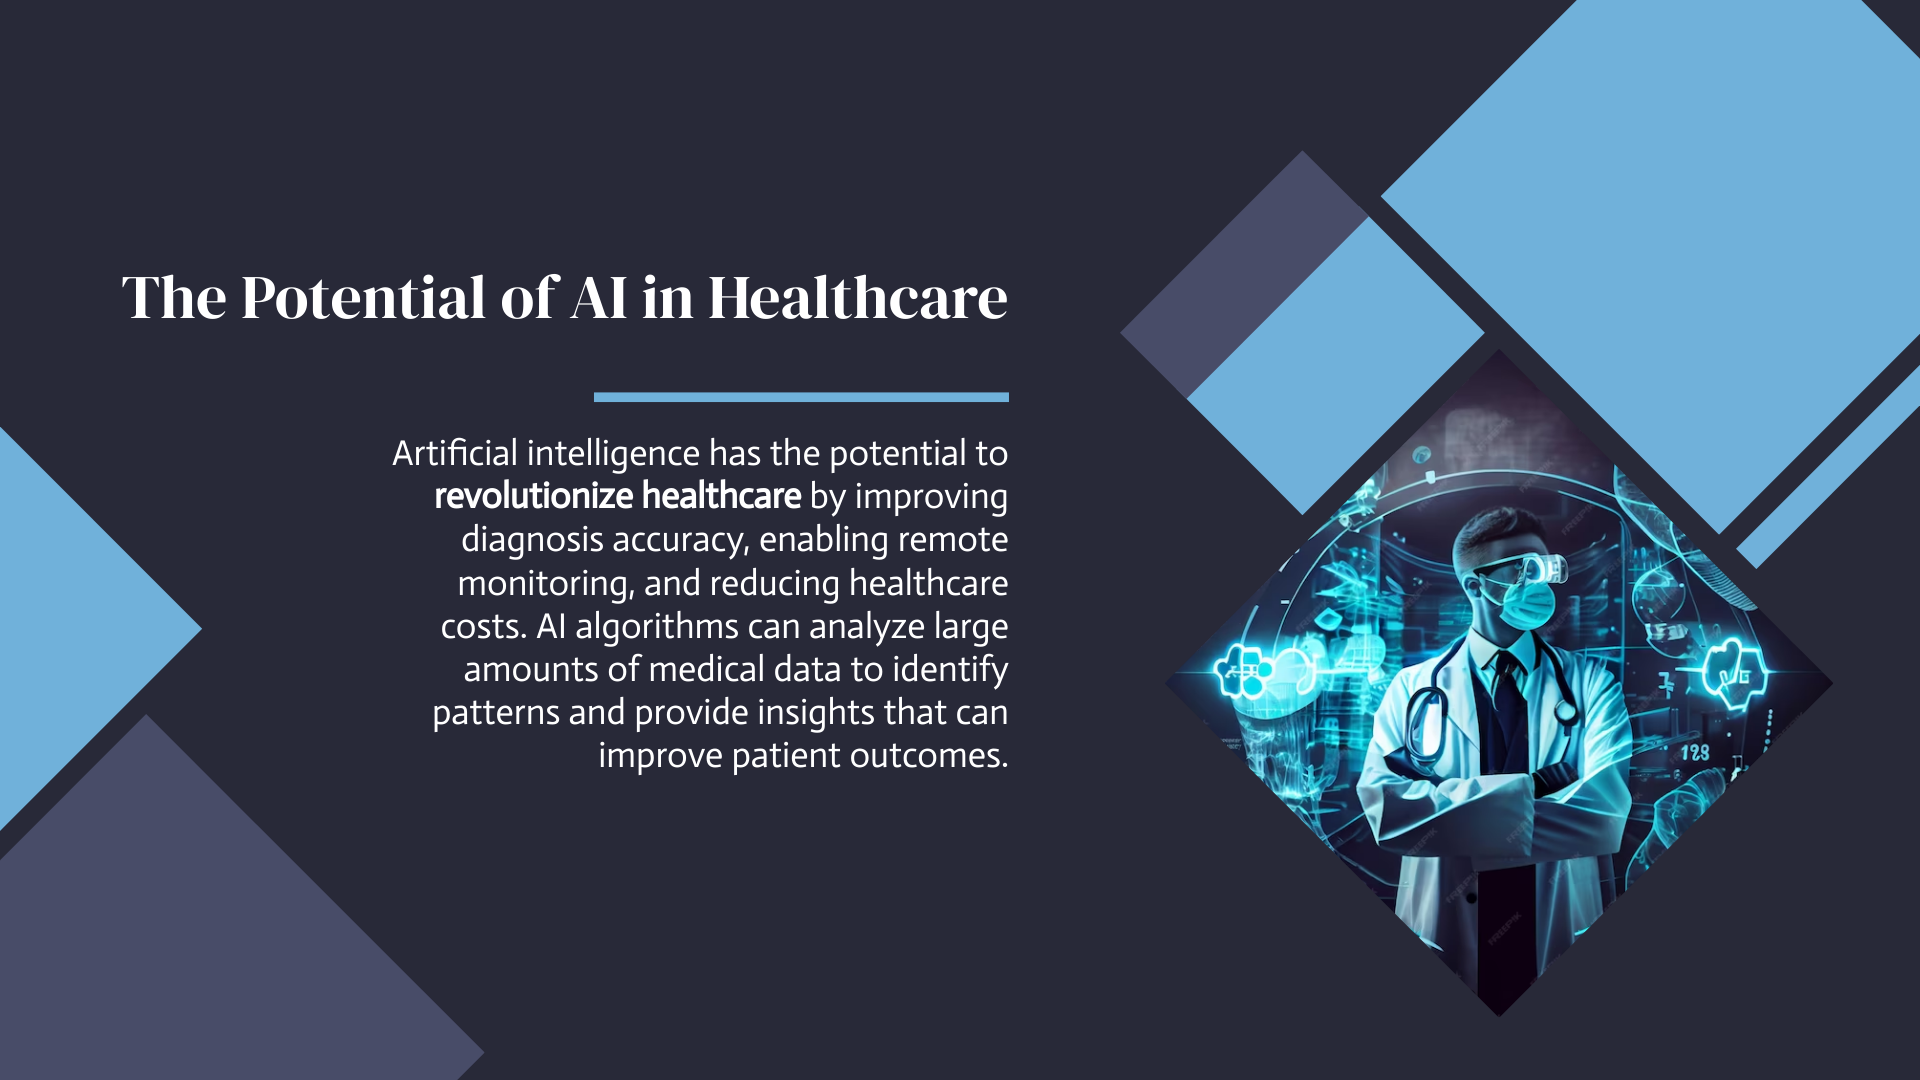 The Potential of AI in Healthcare
Artificial intelligence has the potential to
revolutionize healthcare by improving
diagnosis accuracy, enabling remote
monitoring, and reducing healthcare
costs. AI algorithms can analyze large
amounts of medical data to identify
patterns and provide insights that can
improve patient outcomes.